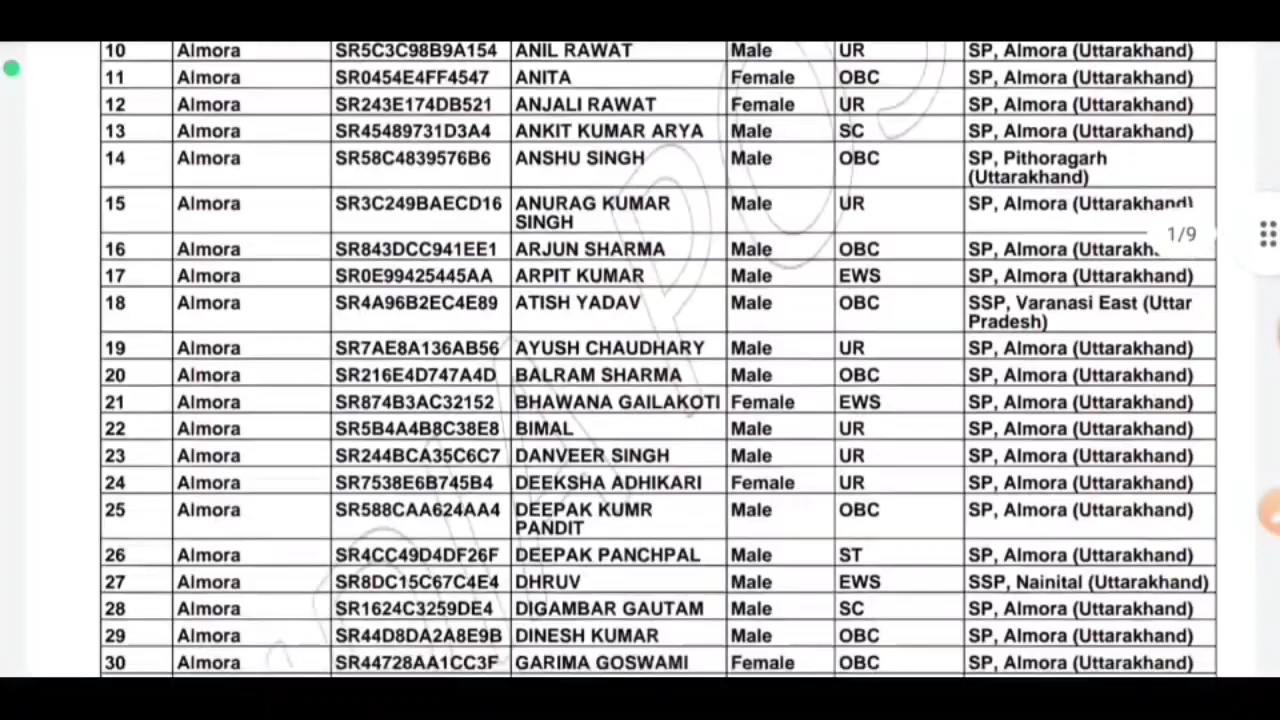 10 Almora SR5C3C98B9A154 ANIL RAWAT Male UR SP, Almora (Uttarakhand)
11 Almora SR0454E4FF4547 ANITA Female OBC SP, Almora (Uttarakhand)
12 Almora SR243E174DB521 ANJALI RAWAT Female UR SP, Almora (Uttarakhand)
13 Almora SR45489731D3A4 ANKIT KUMAR ARYA Male SC SP, Almora (Uttarakhand)
14 Almora SR58C4839576B6 ANSHU SINGH Male OBC SP, Pithoragarh
(Uttarakhand)
15 Almora SR3C249BAECD16 ANURAG KUMAR Male UR SP, Almora (Uttarakhand)
SINGH
1/9
16 Almora SR843DCC941EE1 ARJUN SHARMA Male OBC SP, Almora (Uttarakh
17 Almora SR0E99425445AA ARPIT KUMAR Male EWS SP, Almora (Uttarakhand)
18 Almora SR4A96B2EC4E89 ATISH YADAV Male OBC SSP, Varanasi East (Uttar
Pradesh)
19 Almora SR7AE8A136AB56 AYUSH CHAUDHARY Male UR SP, Almora (Uttarakhand)
20 Almora SR216E4D747A4D BALRAM SHARMA Male OBC SP, Almora (Uttarakhand)
21 Almora SR874B3AC32152 BHAWANA GAILAKOTI Female EWS SP, Almora (Uttarakhand)
22 Almora SR5B4A4B8C38E8 BIMAL Male UR SP, Almora (Uttarakhand)
23 Almora SR244BCA35C6C7 DANVEER SINGH Male UR SP, Almora (Uttarakhand)
24 Almora SR7538E6B745B4 DEEKSHA ADHIKARI Female UR SP, Almora (Uttarakhand)
25 Almora SR588CAA624AA4 DEEPAK KUMR Male OBC SP, Almora (Uttarakhand)
PANDIT
26 Almora SR4CC49D4DF26F DEEPAK PANCHPAL Male ST SP, Almora (Uttarakhand)
27 Almora SR8DC15C67C4E4 DHRUV Male EWS SSP, Nainital (Uttarakhand)
28 Almora SR1624C3259DE4 DIGAMBAR GAUTAM Male SC SP, Almora (Uttarakhand)
29 Almora SR44D8DA2A8E9B DINESH KUMAR Male OBC SP, Almora (Uttarakhand)
30 Almora SR44728AA1CC3F GARIMA GOSWAMI Female OBC SP, Almora (Uttarakhand)